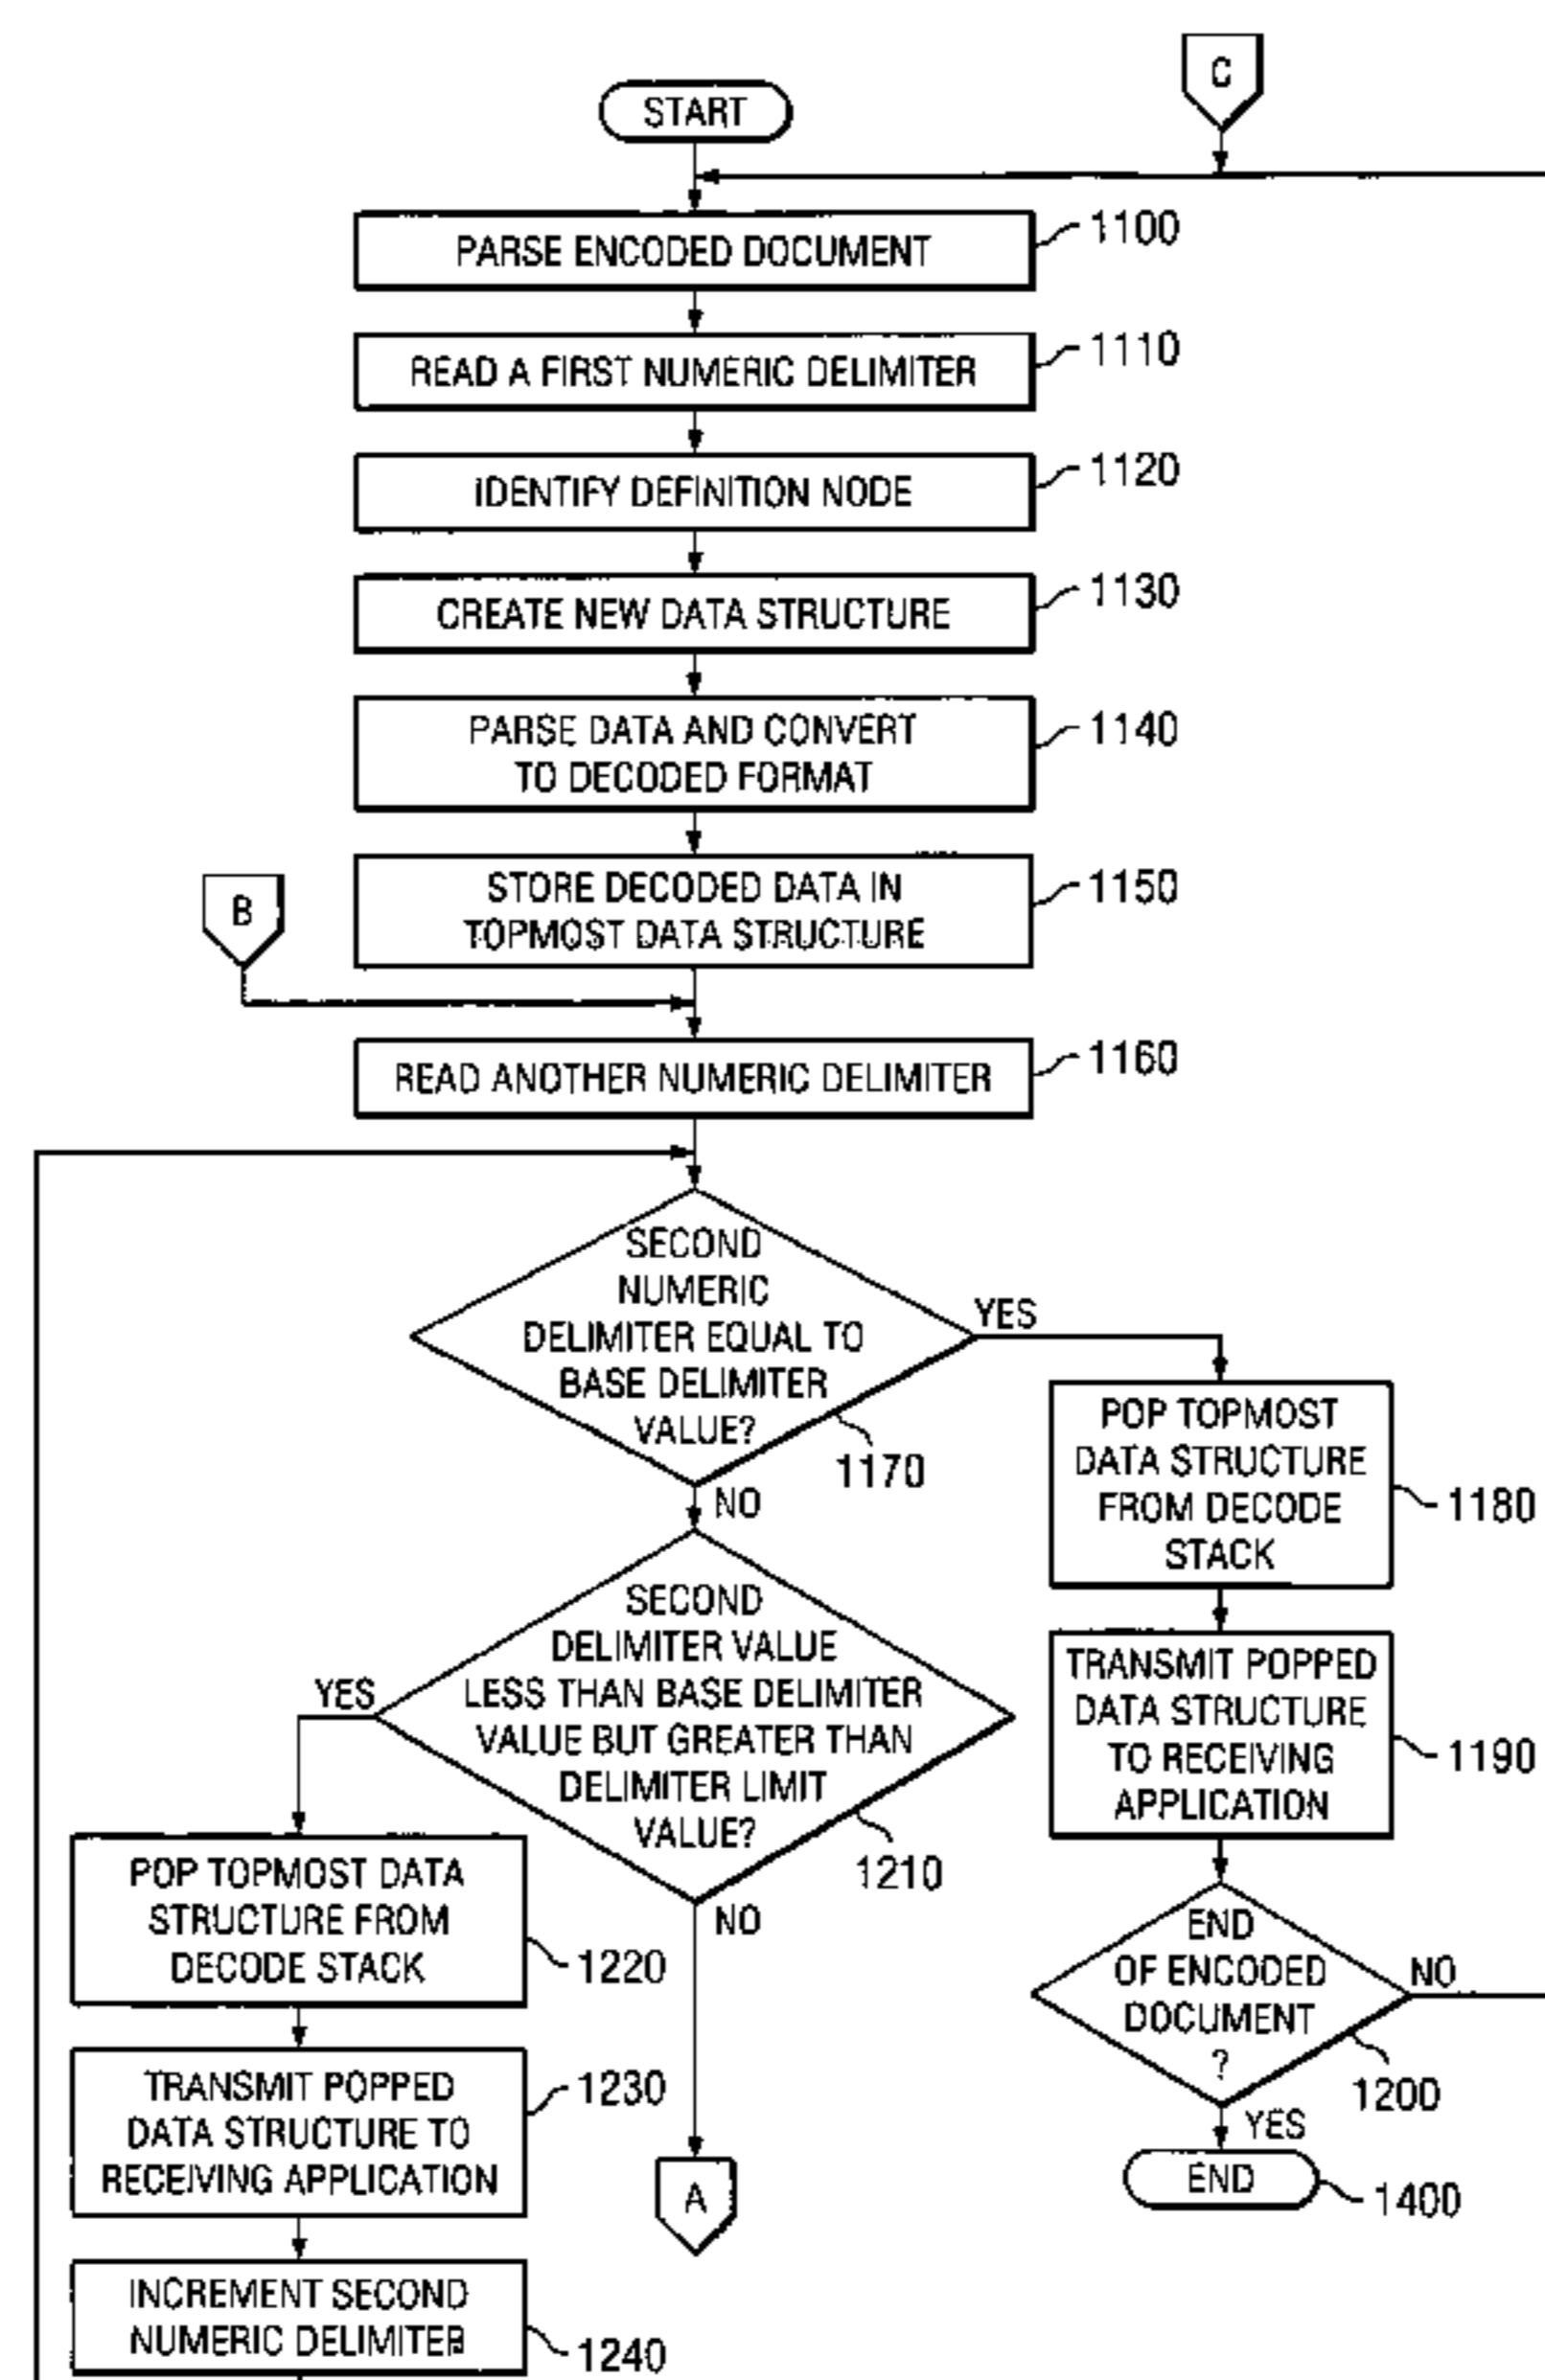 C
START
PARSE ENCODED DOCUMENT
1100
READ A FIRST NUMERIC DELIMITER
1110
IDENTIFY DEFINITION NODE
1120
CREATE NEW DATA STRUCTURE
1130
PARSE DATA AND CONVERT
TO DECODED FORMAT
1140
STORE DECODED DATA IN
TOPMOST DATA STRUCTURE
1150
B
READ ANOTHER NUMERIC DELIMITER
1160
SECOND
NUMERIC
DELIMITER EQUAL TO
BASE DELIMITER
VALUE?
1170
YES
NO
POP TOPMOST
DATA STRUCTURE
FROM DECODE
STACK
1180
TRANSMIT POPPED
DATA STRUCTURE
TO RECEIVING
APPLICATION
1190
END
OF ENCODED
DOCUMENT
?
1200
NO
YES
END
1400
SECOND
DELIMITER VALUE
LESS THAN BASE DELIMITER
VALUE BUT GREATER THAN
DELIMITER LIMIT
VALUE?
1210
YES
NO
A
POP TOPMOST DATA
STRUCTURE FROM
DECODE STACK
1220
TRANSMIT POPPED
DATA STRUCTURE TO
RECEIVING APPLICATION
1230
INCREMENT SECOND
NUMERIC DELIMITER
1240